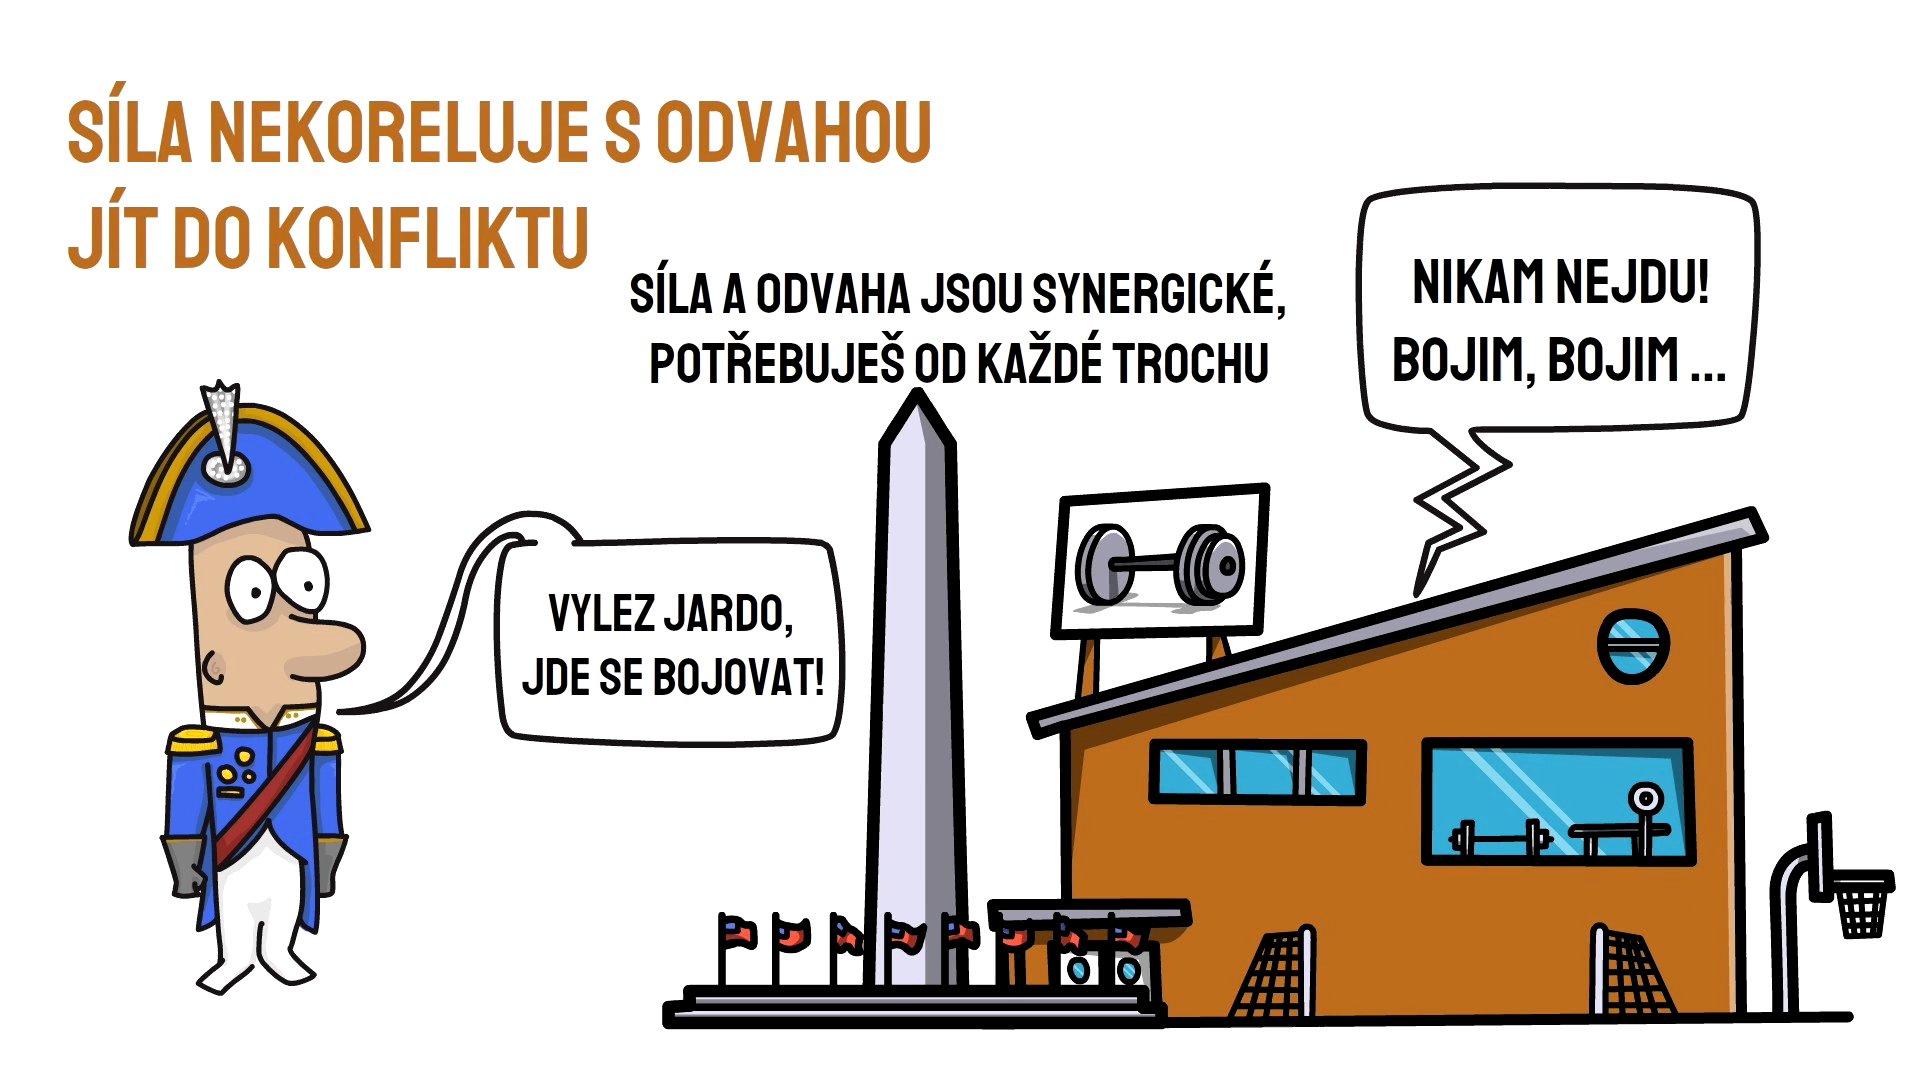 SÍLA NEKORELUJE S ODVAHOU
JÍT DO KONFLIKTU
SÍLA A ODVAHA JSOU SYNERGICKÉ,
POTŘEBUJEŠ OD KAŽDÉ TROCHU
NIKAM NEJDU!
BOJIM, BOJIM ...
VYLEZ JARDO,
JDE SE BOJOVAT!